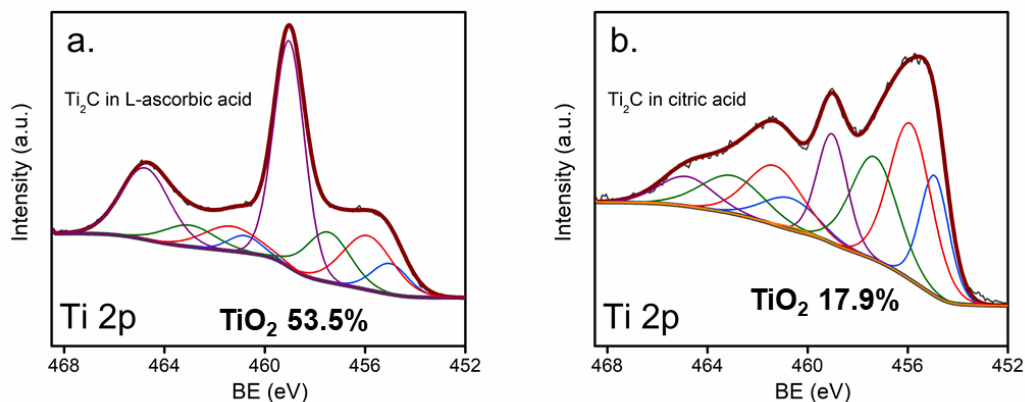 a.
Ti₂C in L-ascorbic acid
Intensity (a.u.)
Ti 2p
TiO₂ 53.5%
468 464 460 456 452
BE (eV)
b.
Ti₂C in citric acid
Intensity (a.u.)
Ti 2p
TiO₂ 17.9%
468 464 460 456 452
BE (eV)